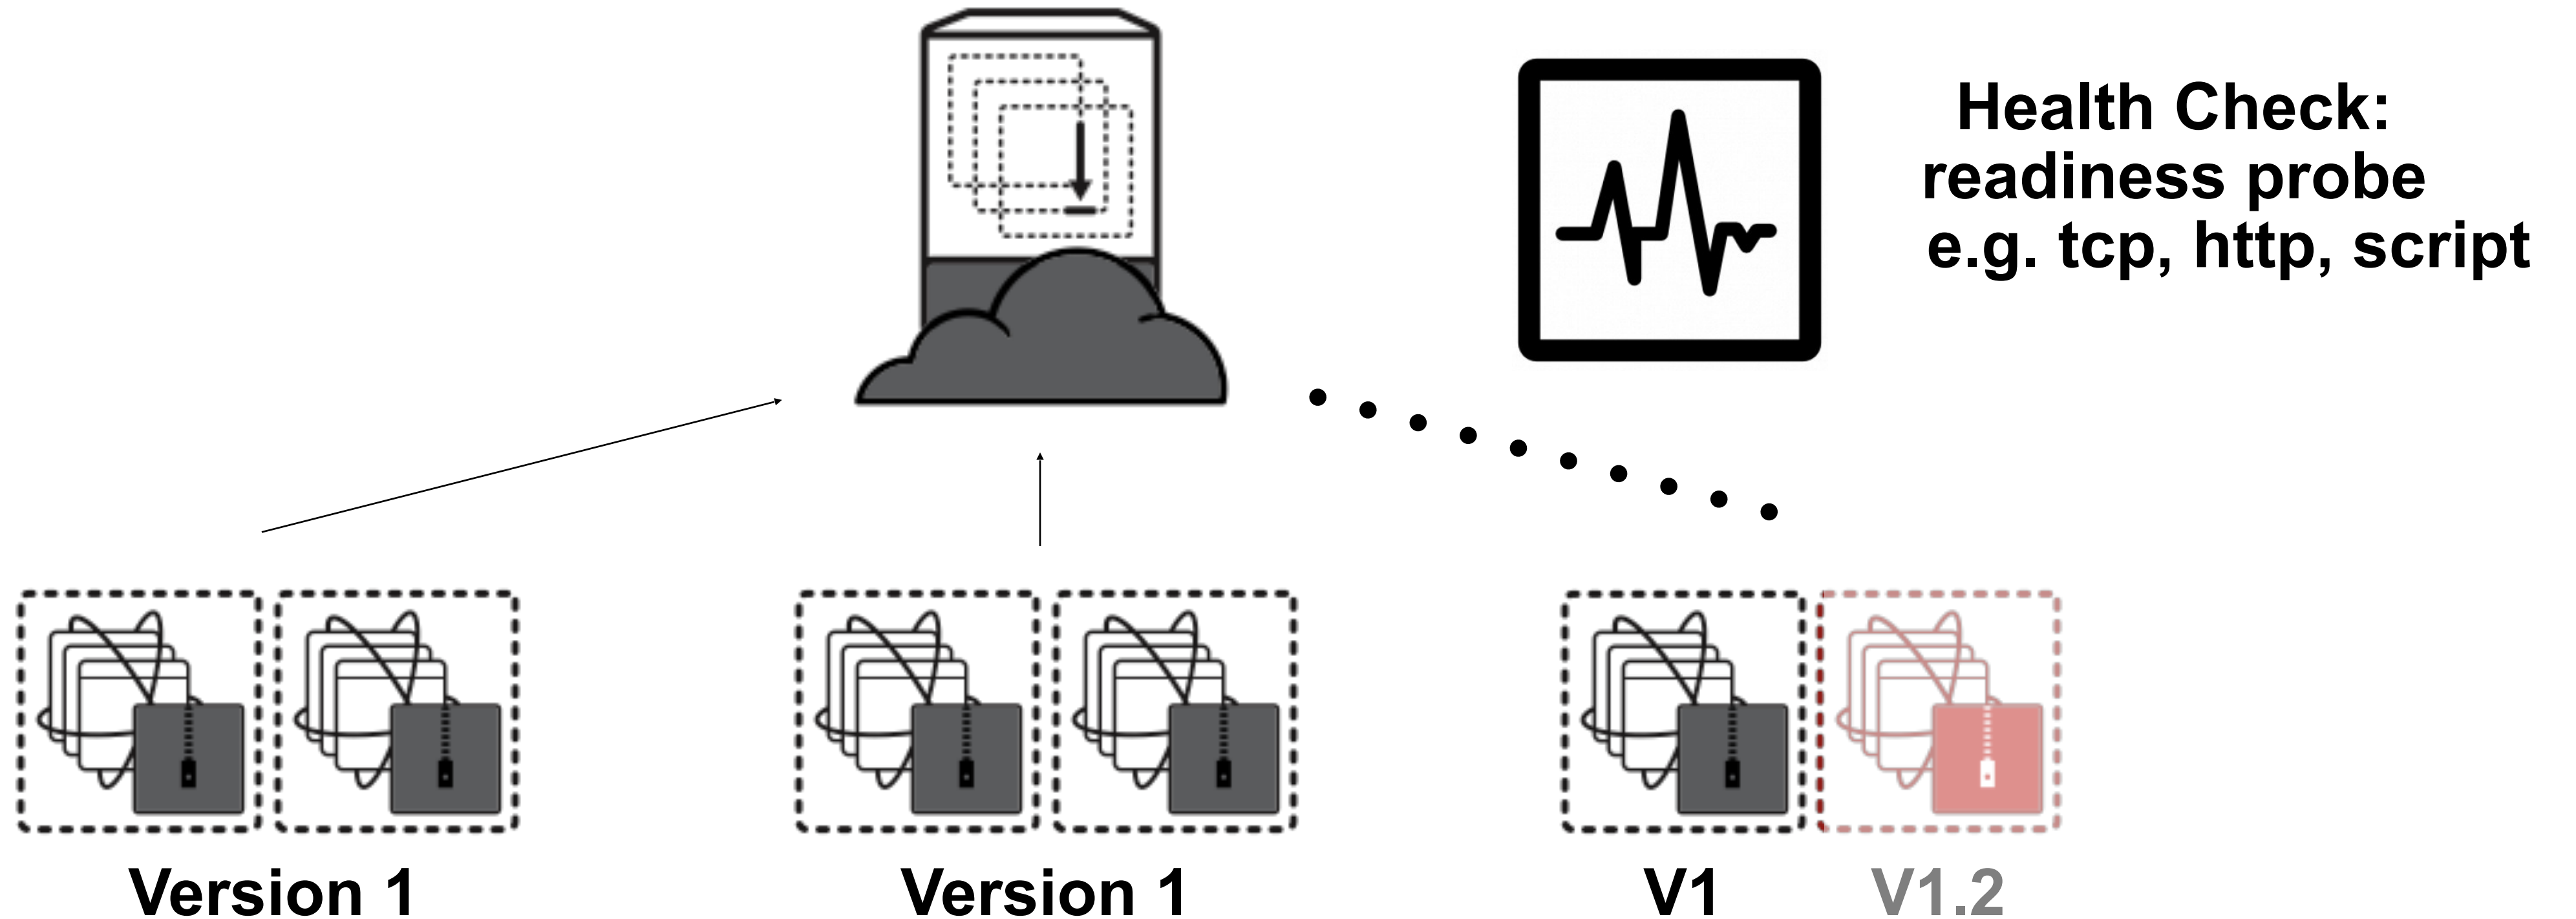 Health Check:
readiness probe
e.g. tcp, http, script
Version 1
Version 1
V1
V1.2